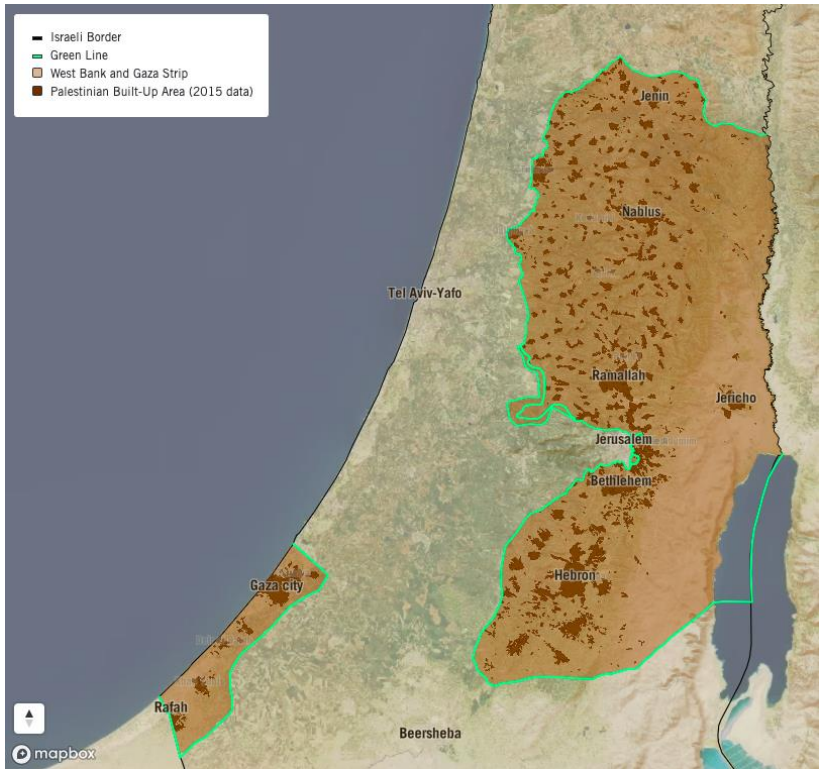 Israeli Border
Green Line
West Bank and Gaza Strip
Palestinian Built-Up Area (2015 data)
Jenin
Nablus
Tel Aviv-Yafo
Ramallah
Jericho
Jerusalem
Bethlehem
Hebron
Gaza city
Rafah
Beersheba
mapbox